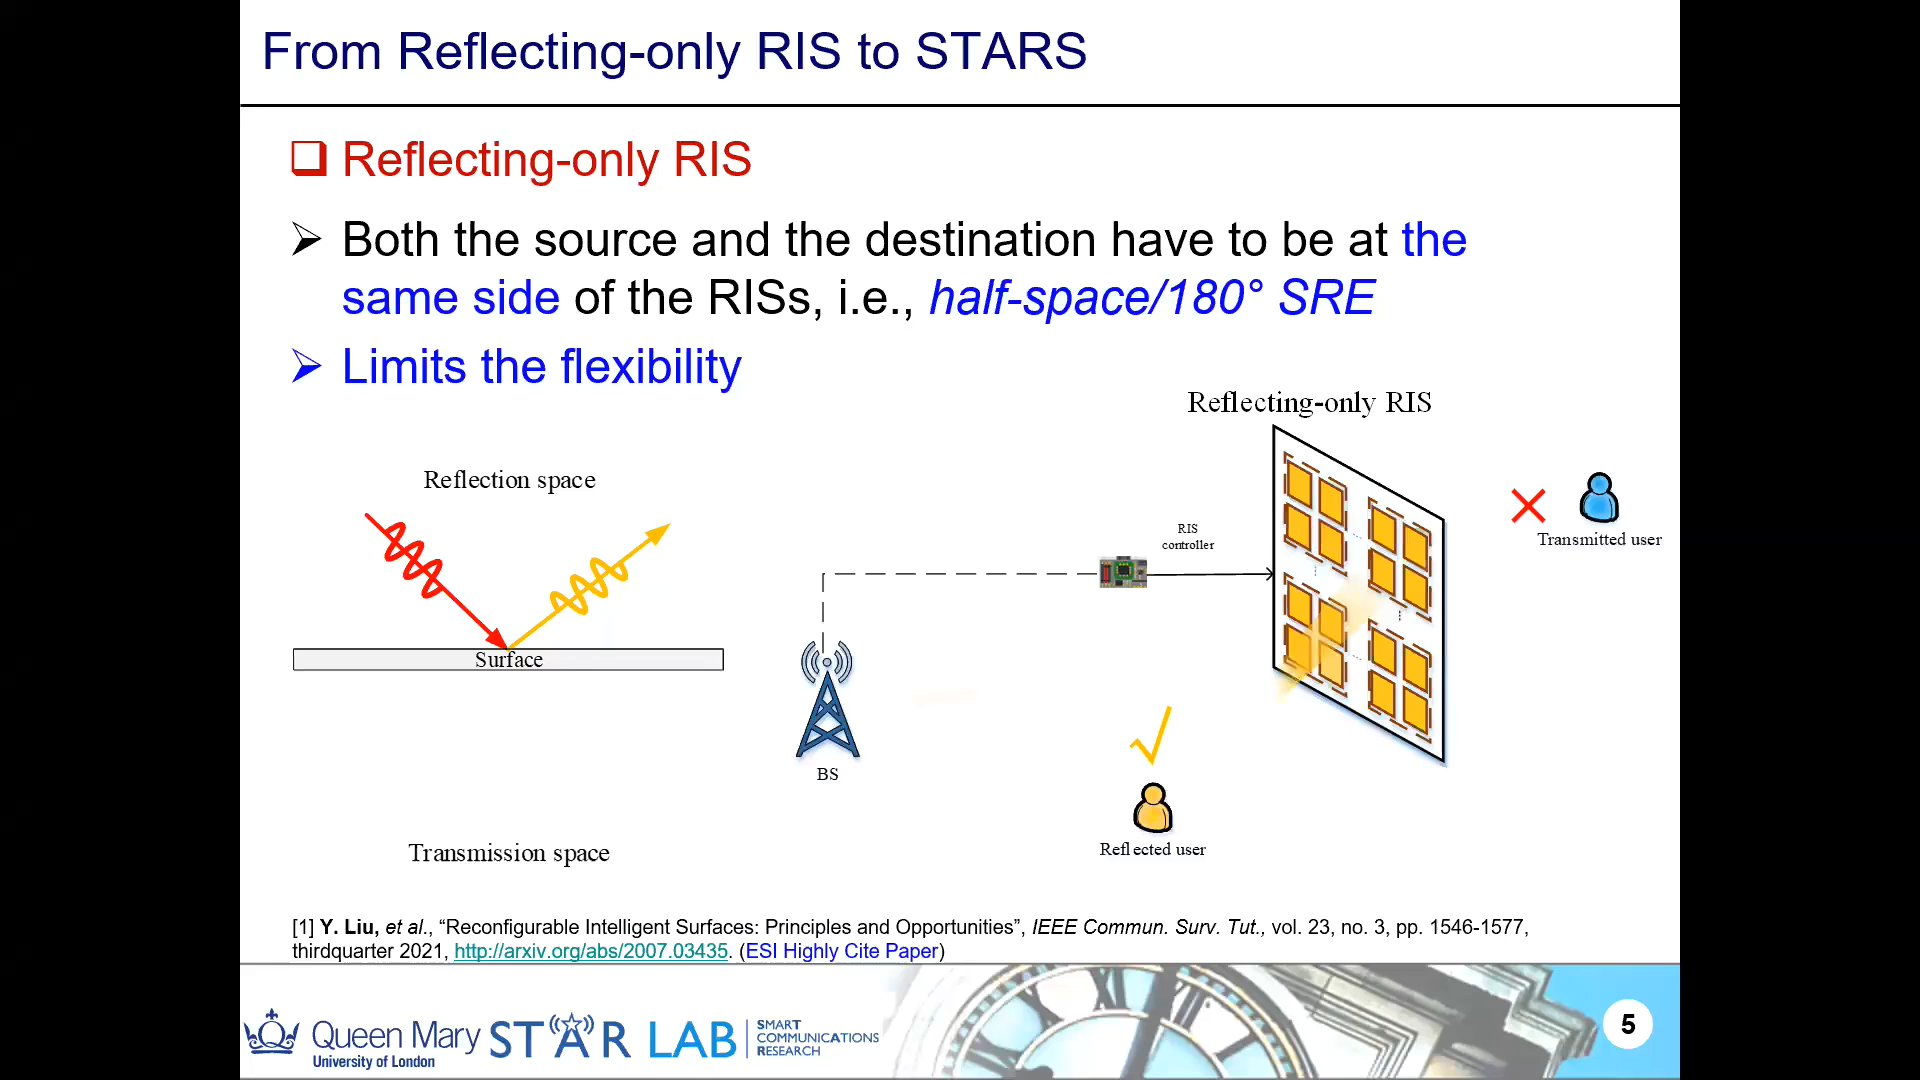 From Reflecting-only RIS to STARS
Reflecting-only RIS
Both the source and the destination have to be at the
same side of the RISs, i.e., half-space/180° SRE
Limits the flexibility
Reflecting-only RIS
Reflection space
Surface
Transmission space
RIS
controller
BS
Transmitted user
Reflected user
[1] Y. Liu, et al., “Reconfigurable Intelligent Surfaces: Principles and Opportunities”, IEEE Commun. Surv. Tut., vol. 23, no. 3, pp. 1546-1577,
thirdquarter 2021, http://arxiv.org/abs/2007.03435. (ESI Highly Cite Paper)
Queen Mary
University of London
STAR LAB
SMART
COMMUNICATIONS
RESEARCH
5